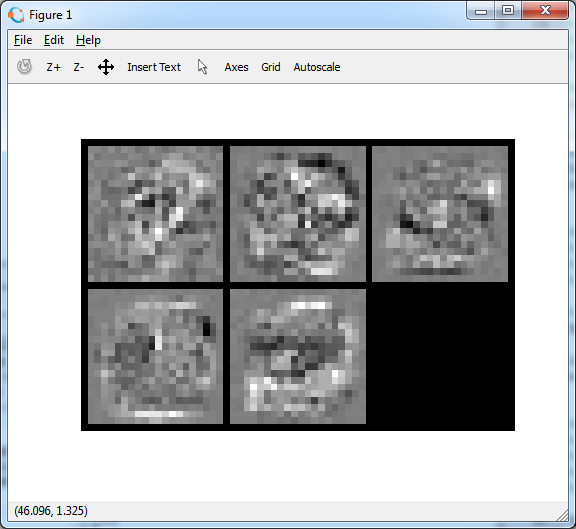 Figure 1
File Edit Help
Z+ Z- Insert Text Axes Grid Autoscale
(46.096, 1.325)